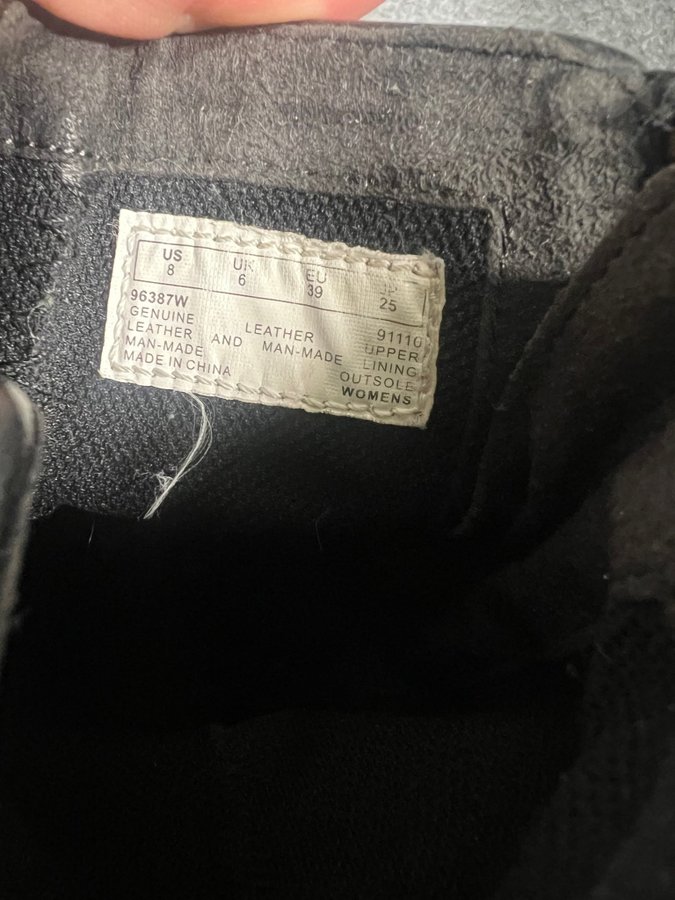 US UK EU JP
8 6 39 25
96387W 91110
GENUINE LEATHER UPPER
LEATHER AND MAN-MADE LINING
MAN-MADE OUTSOLE
MADE IN CHINA WOMENS